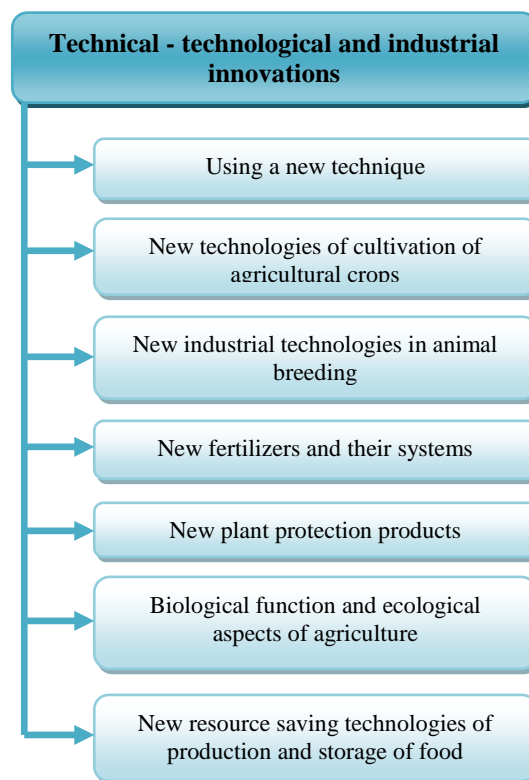 Technical - technological and industrial
innovations
Using a new technique
New technologies of cultivation of
agricultural crops
New industrial technologies in animal
breeding
New fertilizers and their systems
New plant protection products
Biological function and ecological
aspects of agriculture
New resource saving technologies of
production and storage of food